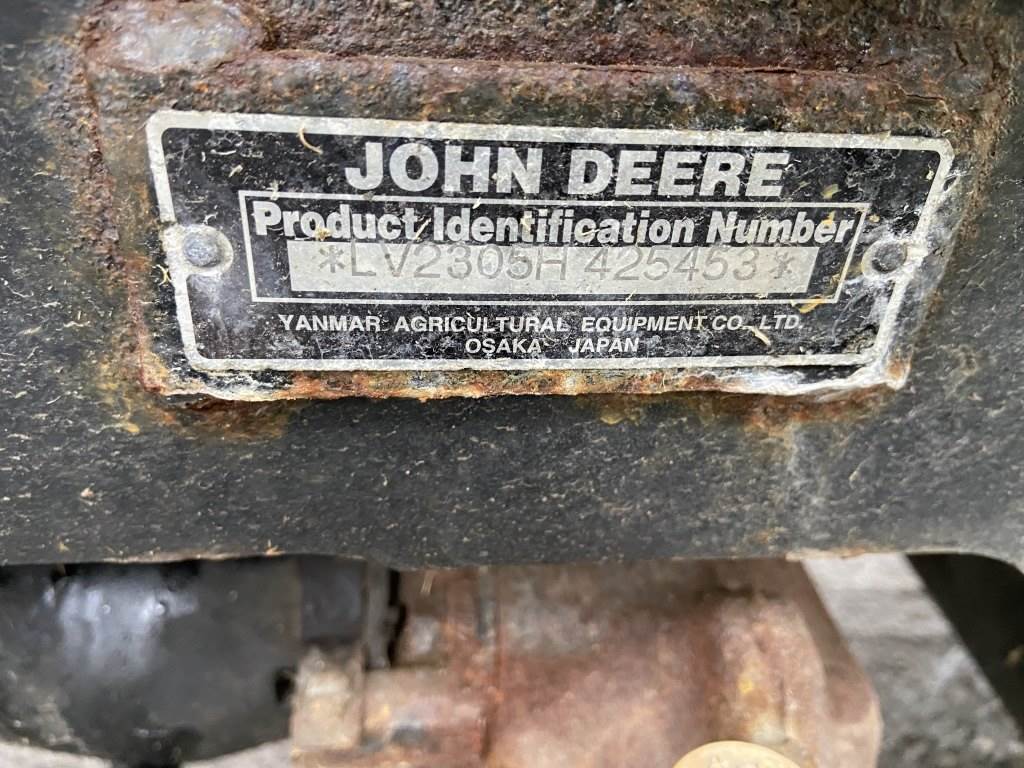 JOHN DEERE
Product Identification Number
*LV2305H 425453*
YANMAR AGRICULTURAL EQUIPMENT CO., LTD.
OSAKA, JAPAN